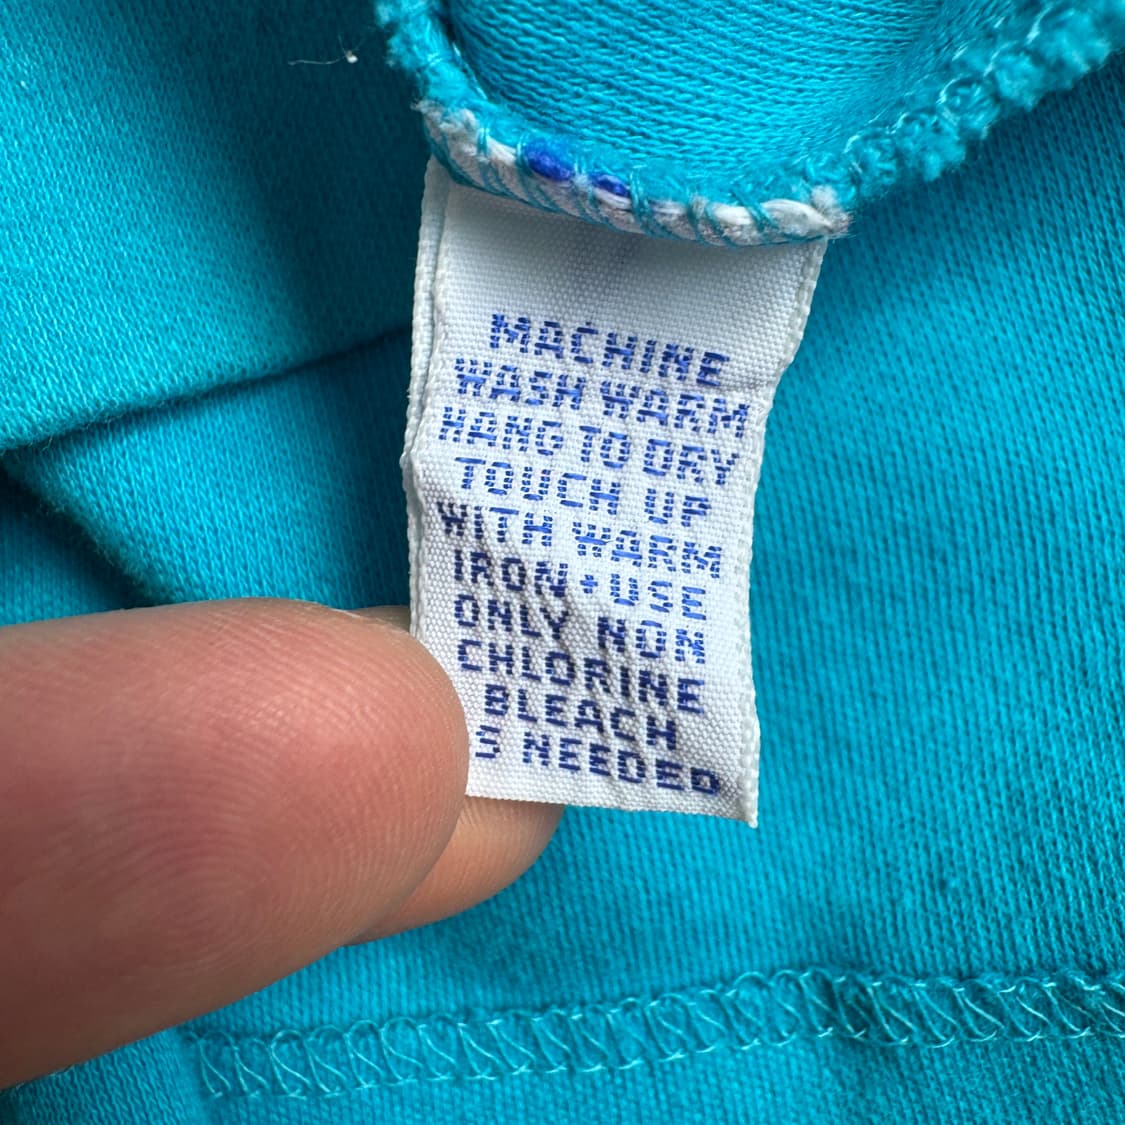 MACHINE
WASH WARM
HANG TO DRY
TOUCH UP
WITH WARM
IRON + USE
ONLY NON
CHLORINE
BLEACH
S NEEDED